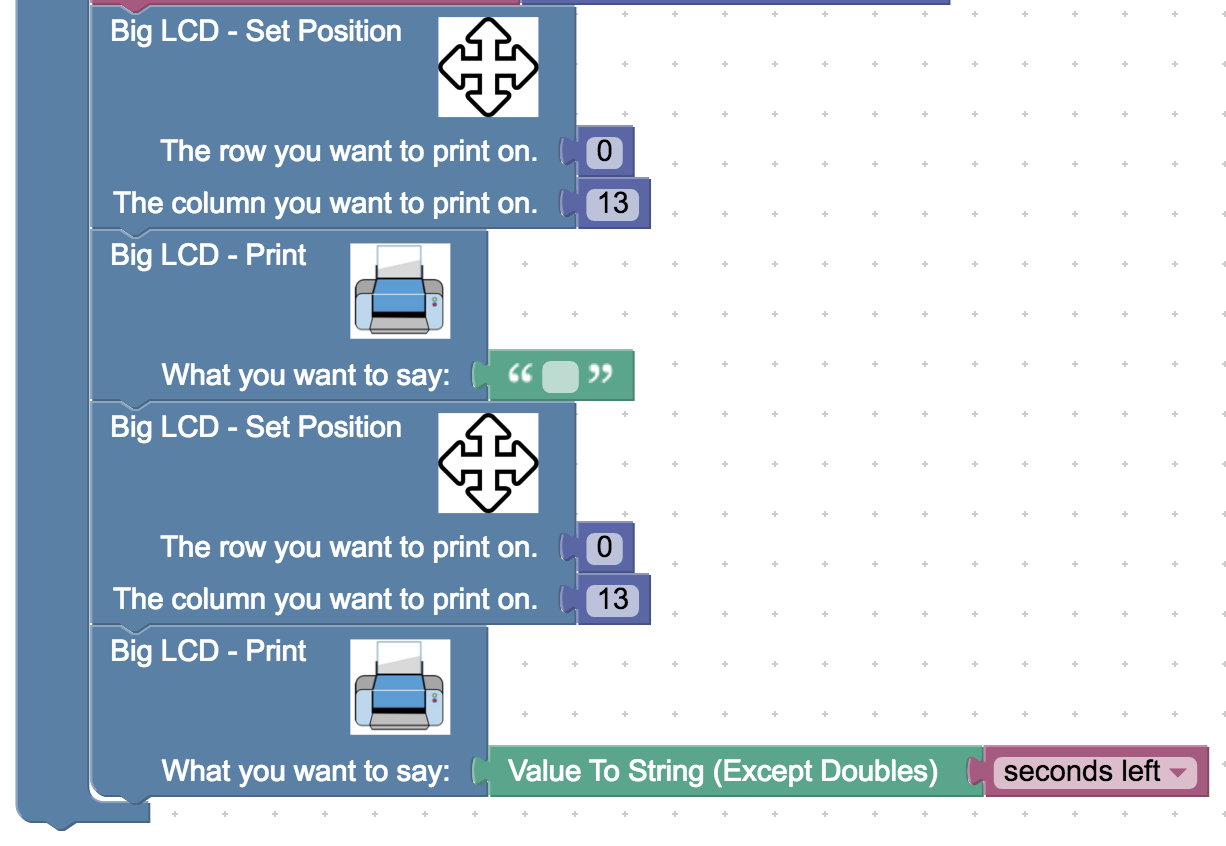 Big LCD - Set Position
The row you want to print on. 0
The column you want to print on. 13
Big LCD - Print
What you want to say: “ ”
Big LCD - Set Position
The row you want to print on. 0
The column you want to print on. 13
Big LCD - Print
What you want to say: Value To String (Except Doubles) seconds left